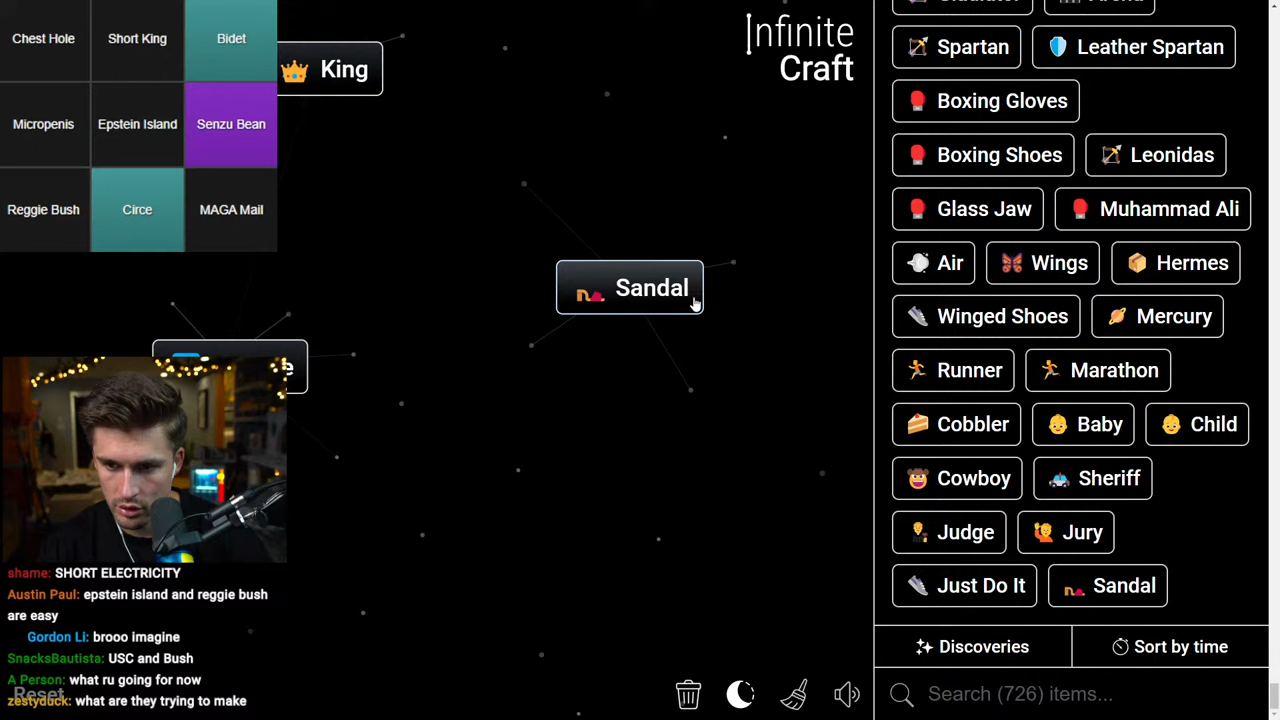 Chest Hole
Short King
Bidet
Micropenis
Epstein Island
Senzu Bean
Reggie Bush
Circe
MAGA Mail
King
Infinite
Craft
Sandal
e
Spartan
Leather Spartan
Boxing Gloves
Boxing Shoes
Leonidas
Glass Jaw
Muhammad Ali
Air
Wings
Hermes
Winged Shoes
Mercury
Runner
Marathon
Cobbler
Baby
Child
Cowboy
Sheriff
Judge
Jury
Just Do It
Sandal
Discoveries
Sort by time
Search (726) items...
shame: SHORT ELECTRICITY
Austin Paul: epstein island and reggie bush
are easy
Gordon Li: brooo imagine
SnacksBautista: USC and Bush
A Person: what ru going for now
Reset
zestyduck: what are they trying to make